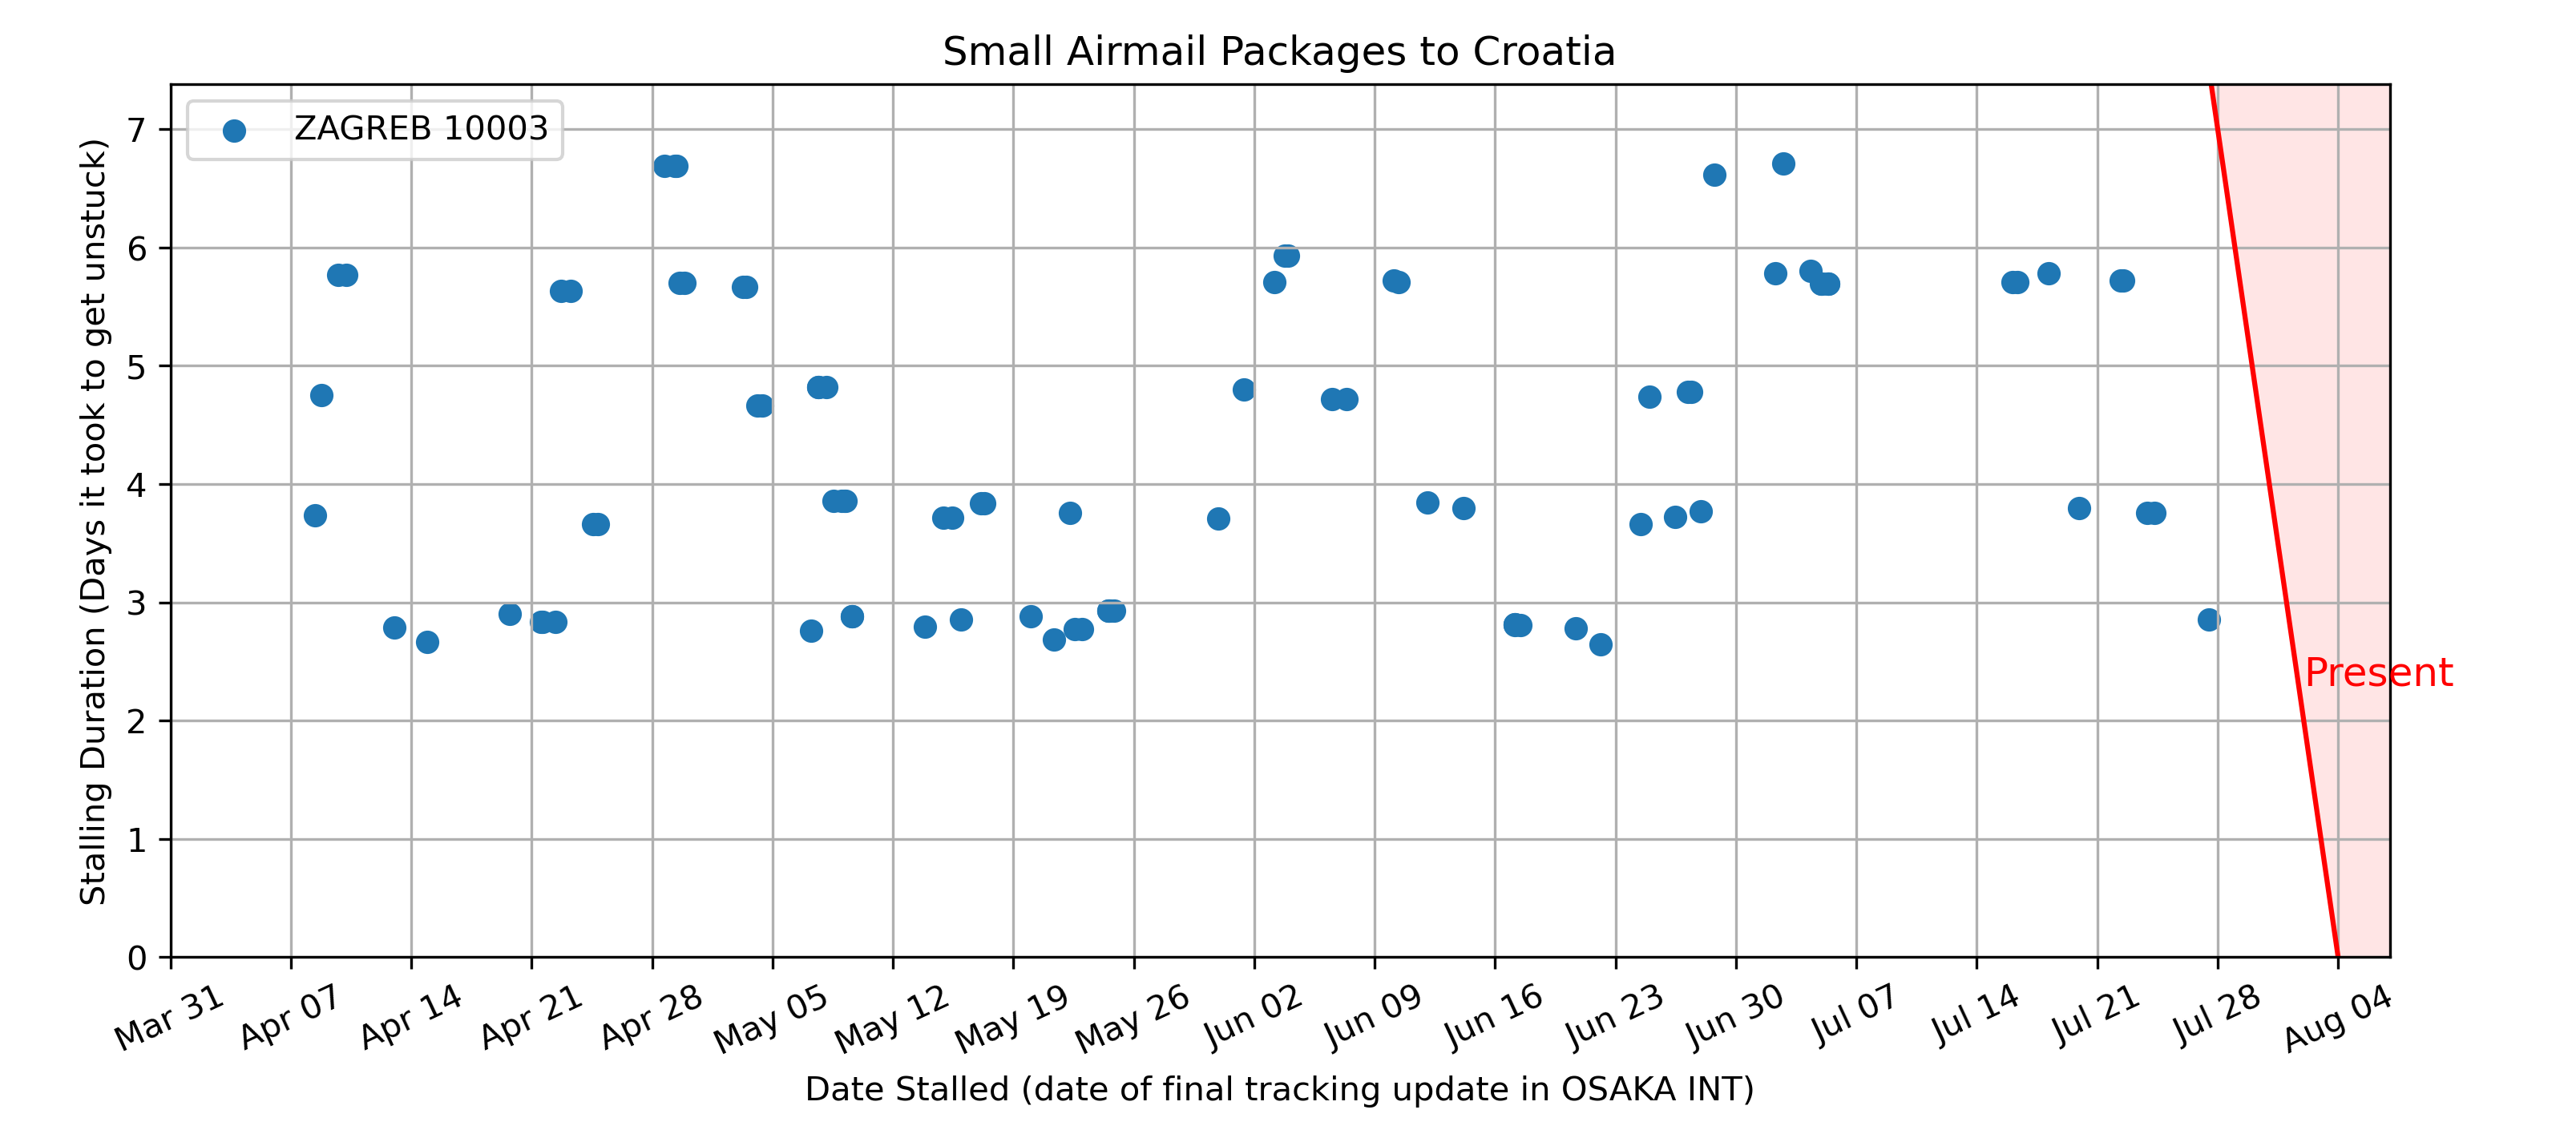 Small Airmail Packages to Croatia
ZAGREB 10003
Stalling Duration (Days it took to get unstuck)
7
6
5
4
3
2
1
0
Present
Mar 31
Apr 07
Apr 14
Apr 21
Apr 28
May 05
May 12
May 19
May 26
Jun 02
Jun 09
Jun 16
Jun 23
Jun 30
Jul 07
Jul 14
Jul 21
Jul 28
Aug 04
Date Stalled (date of final tracking update in OSAKA INT)